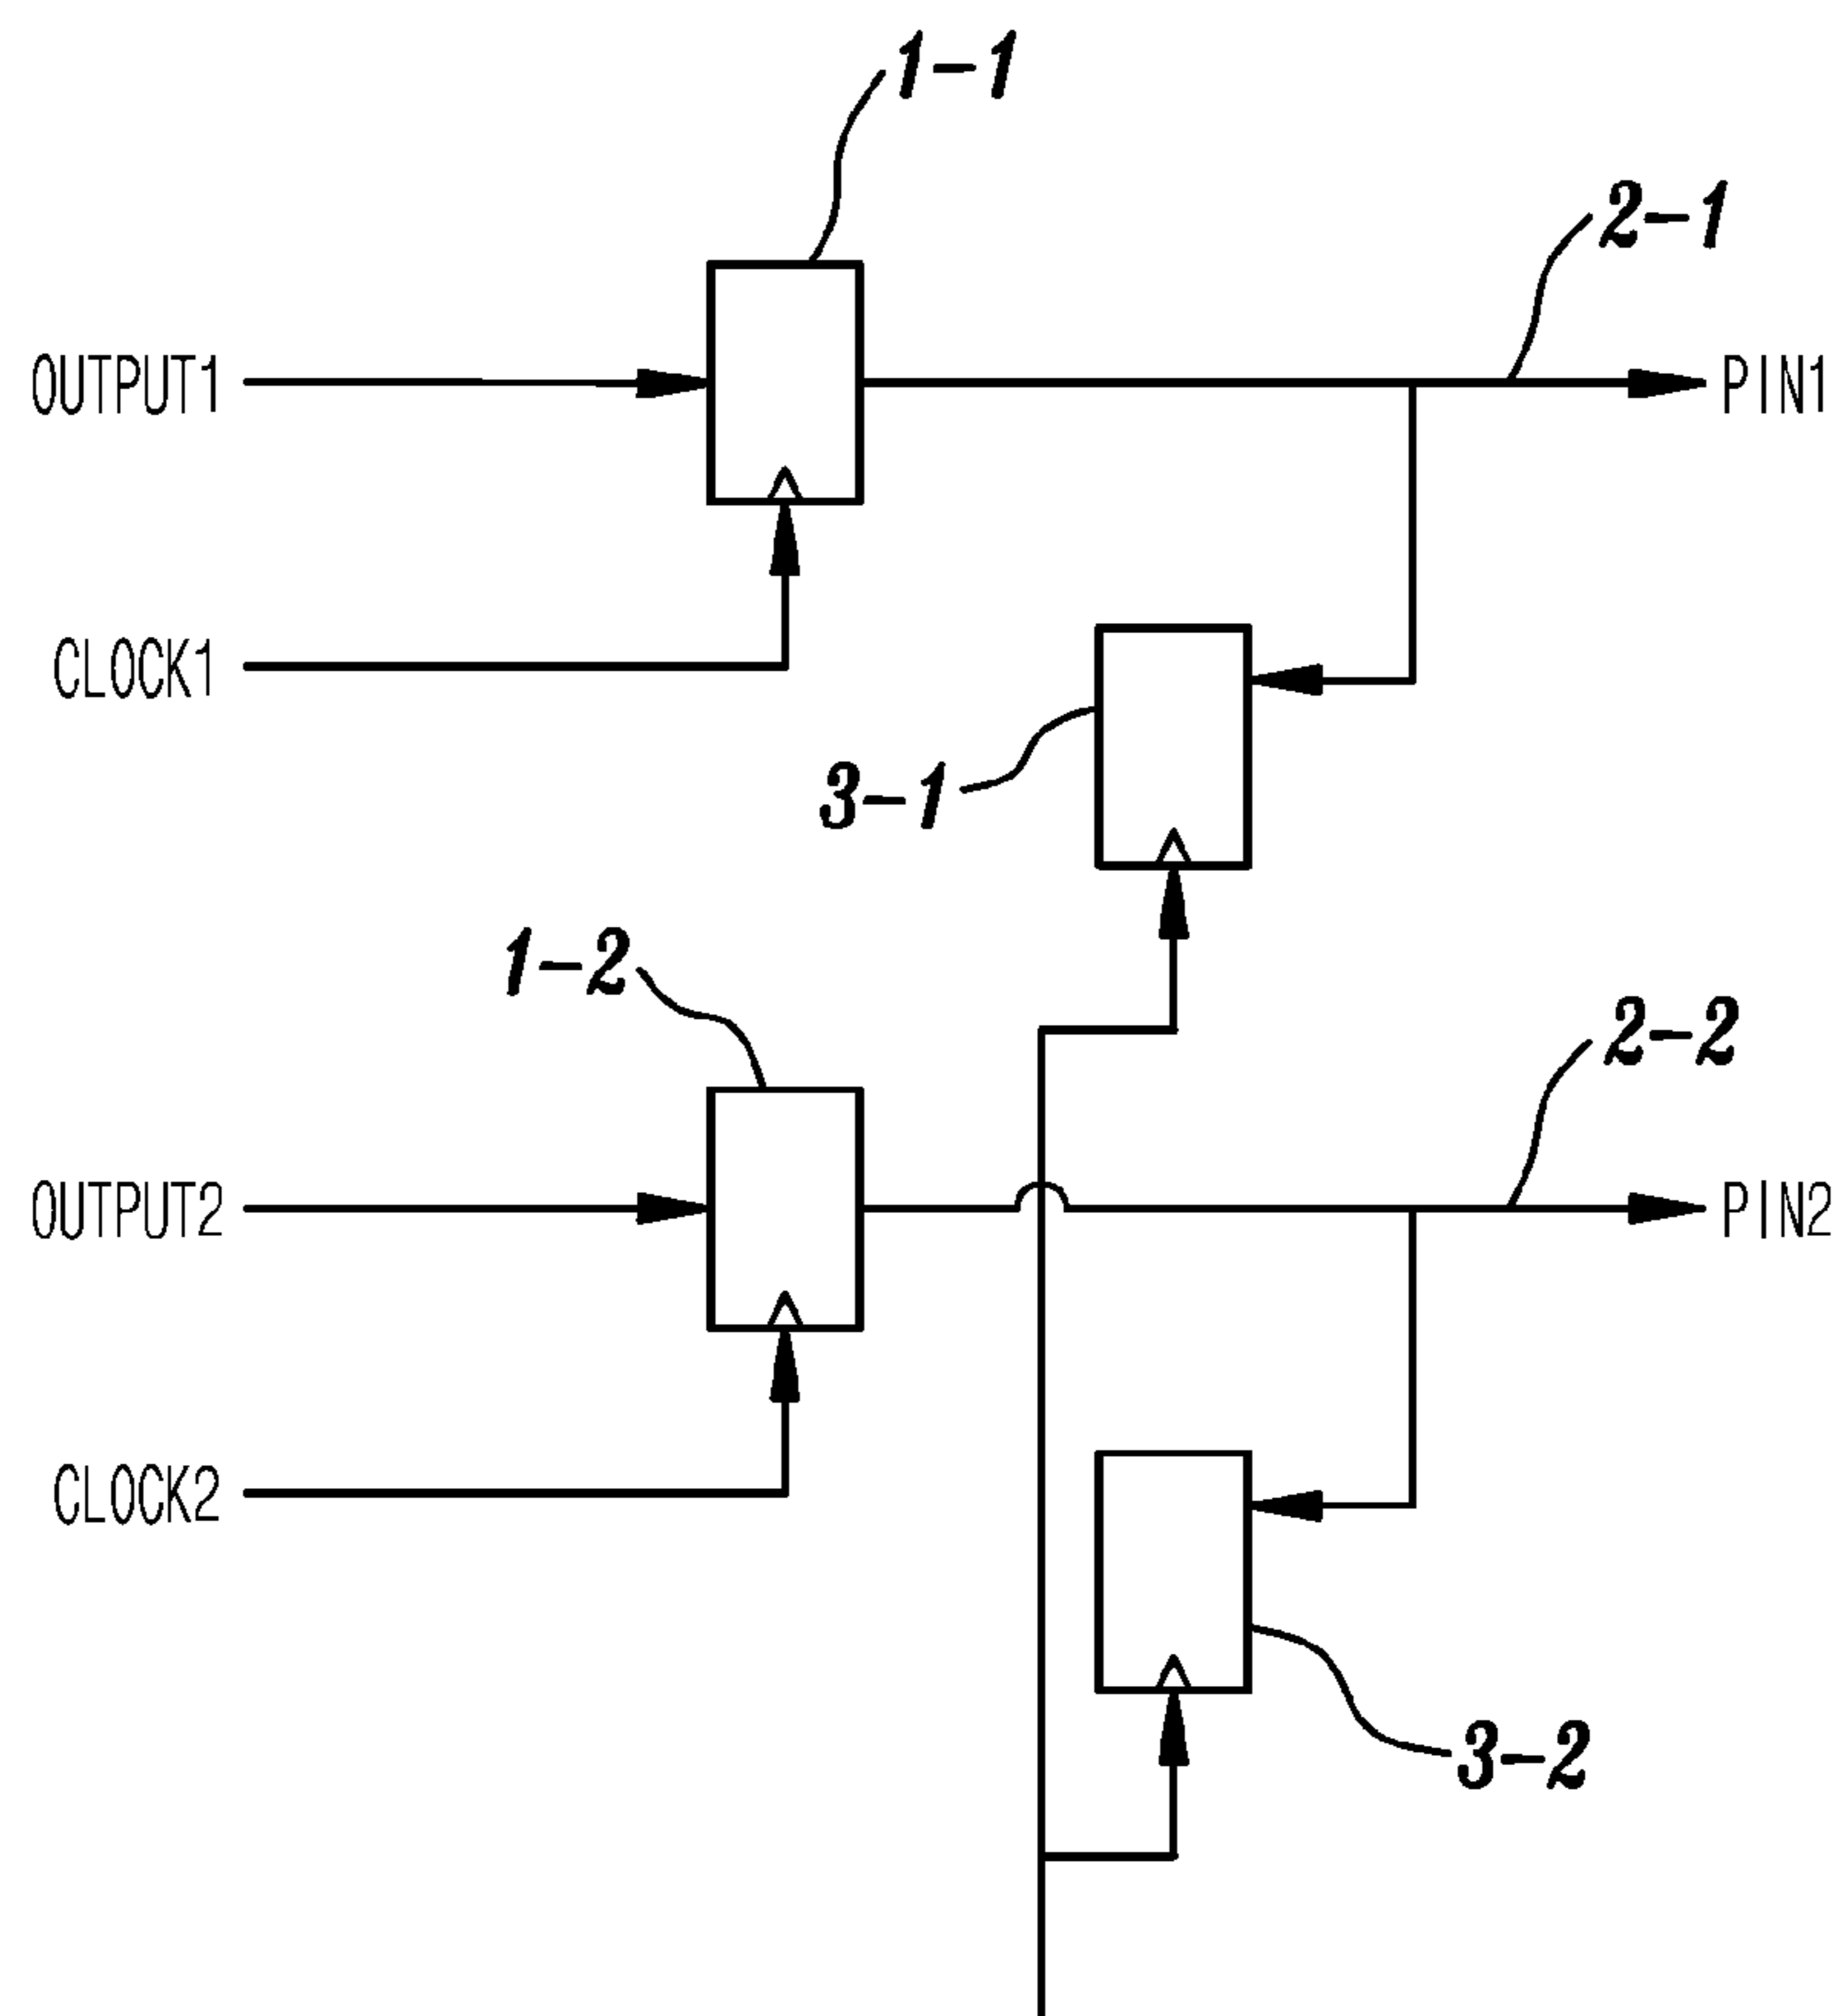 1-1
2-1
OUTPUT1
PIN1
CLOCK1
3-1
1-2
2-2
OUTPUT2
PIN2
CLOCK2
3-2